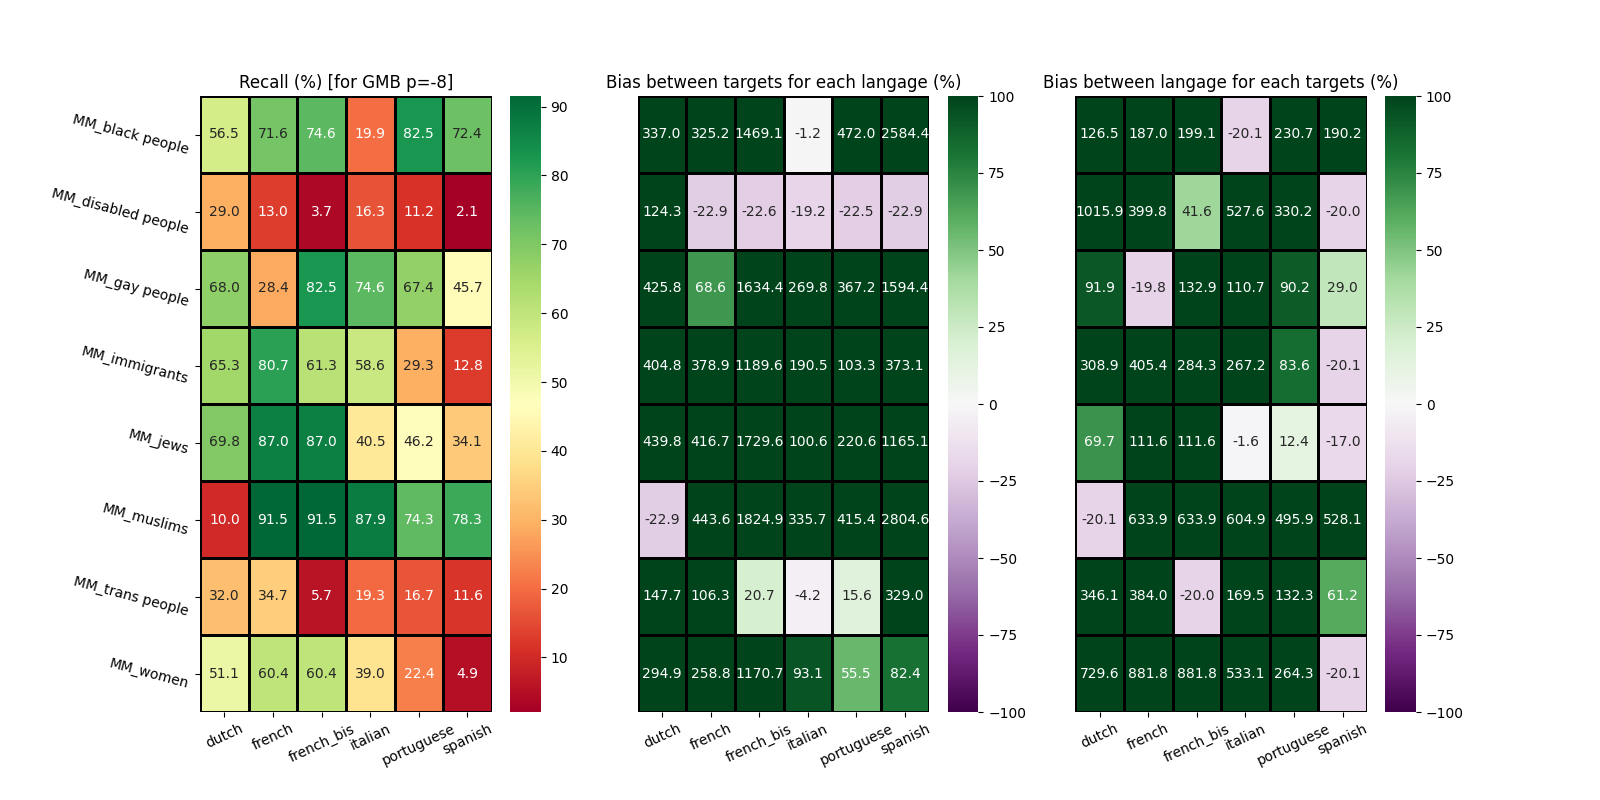 Recall (%) [for GMB p=-8]
Bias between targets for each langage (%)
Bias between langage for each targets (%)
MM_black people 56.5 71.6 74.6 19.9 82.5 72.4
337.0 325.2 1469.1 -1.2 472.0 2584.4
126.5 187.0 199.1 -20.1 230.7 190.2
MM_disabled people 29.0 13.0 3.7 16.3 11.2 2.1
124.3 -22.9 -22.6 -19.2 -22.5 -22.9
1015.9 399.8 41.6 527.6 330.2 -20.0
MM_gay people 68.0 28.4 82.5 74.6 67.4 45.7
425.8 68.6 1634.4 269.8 367.2 1594.4
91.9 -19.8 132.9 110.7 90.2 29.0
MM_immigrants 65.3 80.7 61.3 58.6 29.3 12.8
404.8 378.9 1189.6 190.5 103.3 373.1
308.9 405.4 284.3 267.2 83.6 -20.1
MM_jews 69.8 87.0 87.0 40.5 46.2 34.1
439.8 416.7 1729.6 100.6 220.6 1165.1
69.7 111.6 111.6 -1.6 12.4 -17.0
MM_muslims 10.0 91.5 91.5 87.9 74.3 78.3
-22.9 443.6 1824.9 335.7 415.4 2804.6
-20.1 633.9 633.9 604.9 495.9 528.1
MM_trans people 32.0 34.7 5.7 19.3 16.7 11.6
147.7 106.3 20.7 -4.2 15.6 329.0
346.1 384.0 -20.0 169.5 132.3 61.2
MM_women 51.1 60.4 60.4 39.0 22.4 4.9
294.9 258.8 1170.7 93.1 55.5 82.4
729.6 881.8 881.8 533.1 264.3 -20.1
dutch french french_bis italian portuguese spanish
dutch french french_bis italian portuguese spanish
dutch french french_bis italian portuguese spanish
90
80
70
60
50
40
30
20
10
100
75
50
25
0
−25
−50
−75
−100
100
75
50
25
0
−25
−50
−75
−100